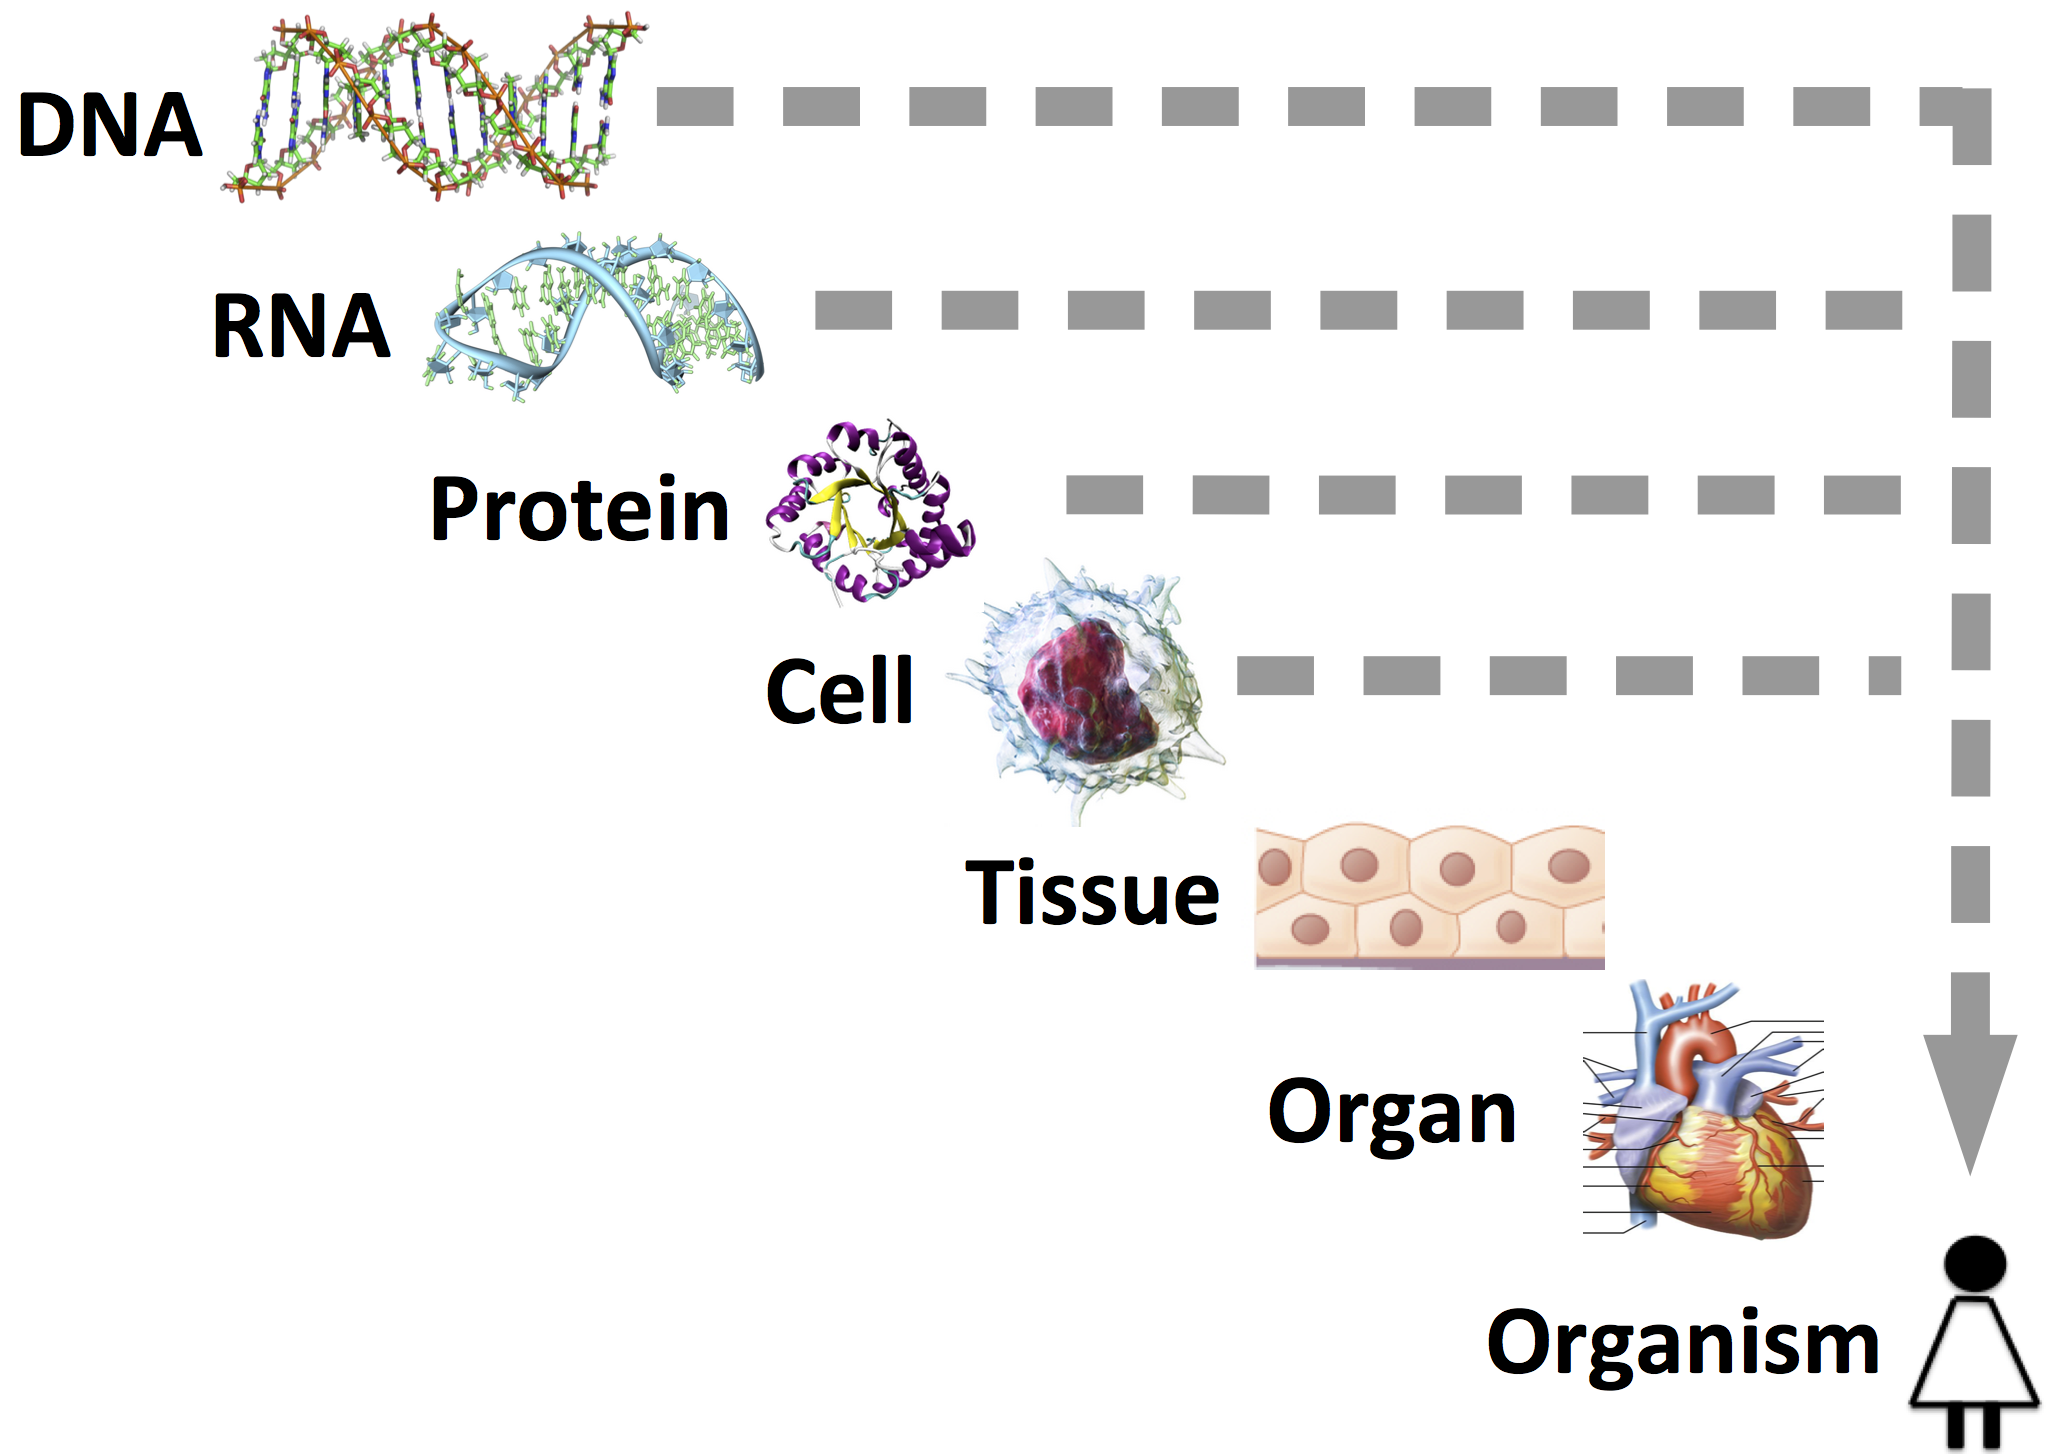 DNA
RNA
Protein
Cell
Tissue
Organ
Organism